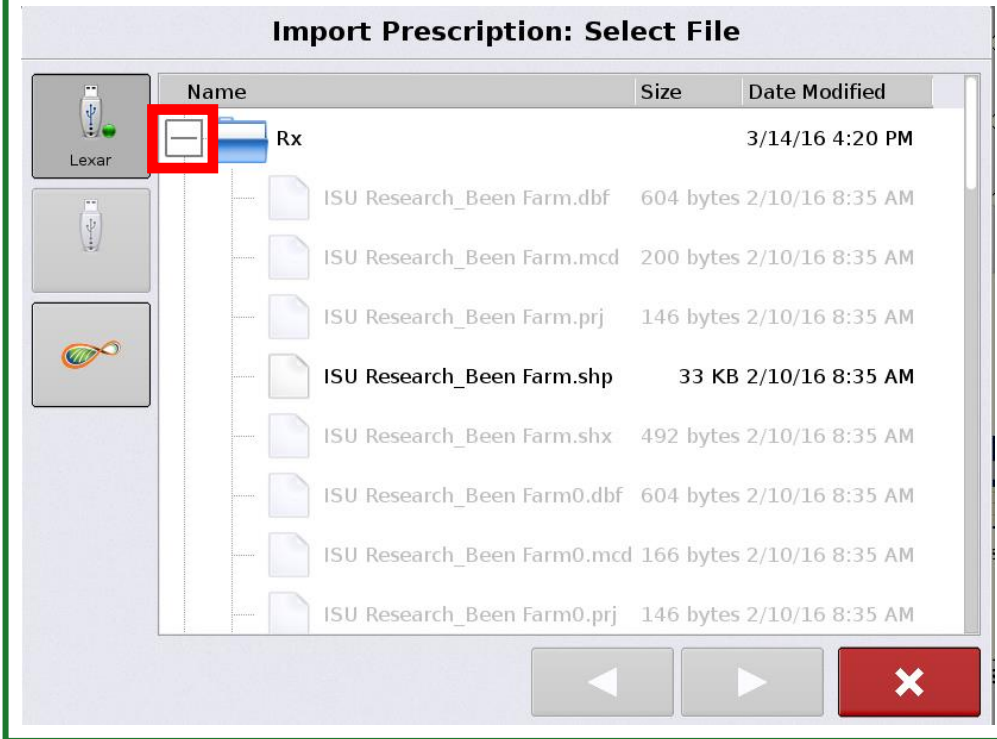 Import Prescription: Select File
Name Size Date Modified
Lexar
Rx 3/14/16 4:20 PM
ISU Research_Been Farm.dbf 604 bytes 2/10/16 8:35 AM
ISU Research_Been Farm.mcd 200 bytes 2/10/16 8:35 AM
ISU Research_Been Farm.prj 146 bytes 2/10/16 8:35 AM
ISU Research_Been Farm.shp 33 KB 2/10/16 8:35 AM
ISU Research_Been Farm.shx 492 bytes 2/10/16 8:35 AM
ISU Research_Been Farm0.dbf 604 bytes 2/10/16 8:35 AM
ISU Research_Been Farm0.mcd 166 bytes 2/10/16 8:35 AM
ISU Research_Been Farm0.prj 146 bytes 2/10/16 8:35 AM